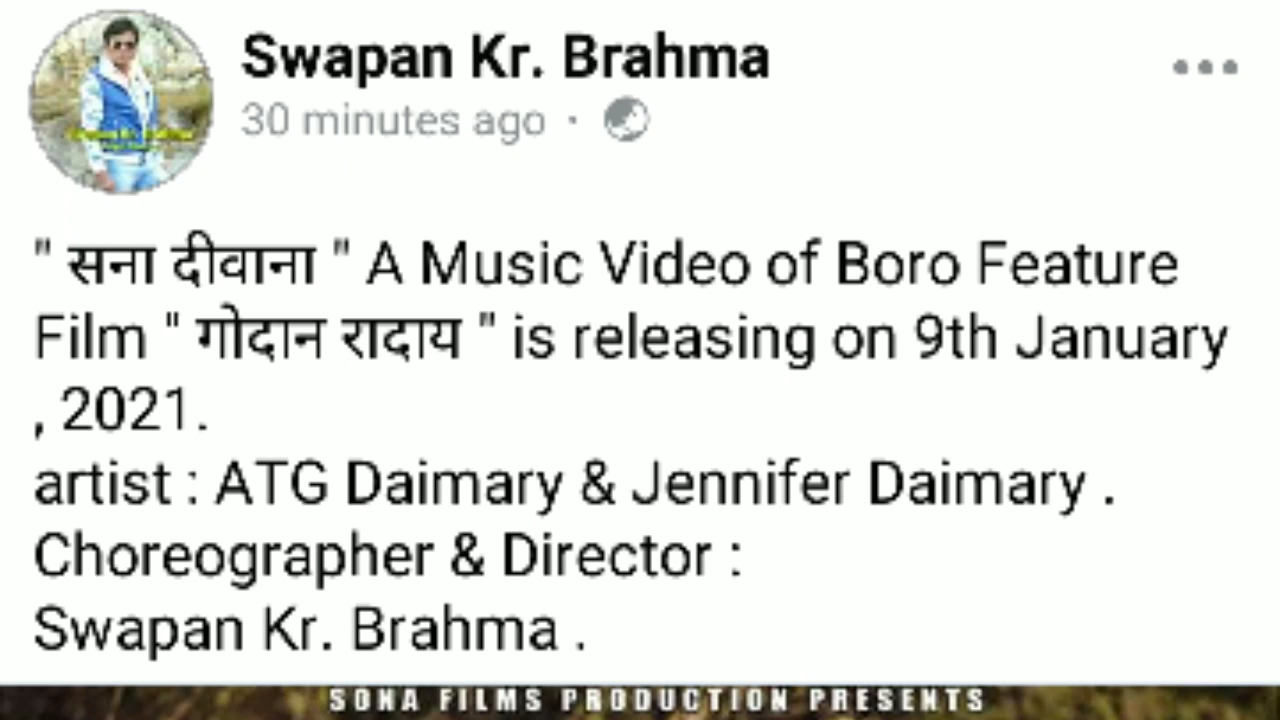 Swapan Kr. Brahma
30 minutes ago ·
" सना दीवाना " A Music Video of Boro Feature
Film " गोदान रादाय " is releasing on 9th January
, 2021.
artist : ATG Daimary & Jennifer Daimary .
Choreographer & Director :
Swapan Kr. Brahma .
SONA FILMS PRODUCTION PRESENTS